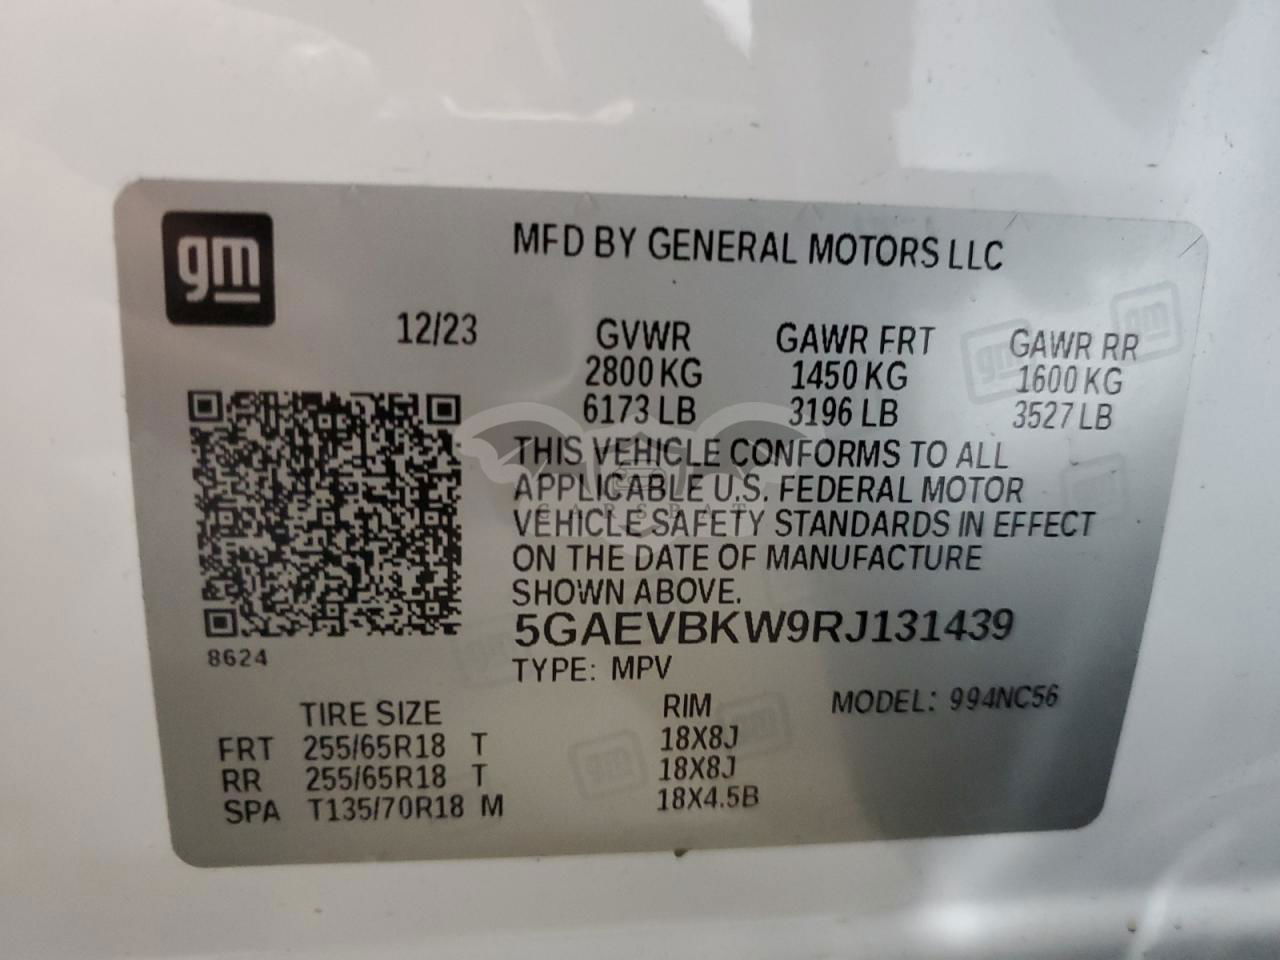 gm
MFD BY GENERAL MOTORS LLC
12/23 GVWR GAWR FRT GAWR RR
2800 KG 1450 KG 1600 KG
6173 LB 3196 LB 3527 LB
THIS VEHICLE CONFORMS TO ALL
APPLICABLE U.S. FEDERAL MOTOR
VEHICLE SAFETY STANDARDS IN EFFECT
ON THE DATE OF MANUFACTURE
SHOWN ABOVE.
5GAEVBKW9RJ131439
8624
TYPE: MPV
MODEL: 994NC56
TIRE SIZE RIM
FRT 255/65R18 T 18X8J
RR 255/65R18 T 18X8J
SPA T135/70R18 M 18X4.5B
CARSBAT